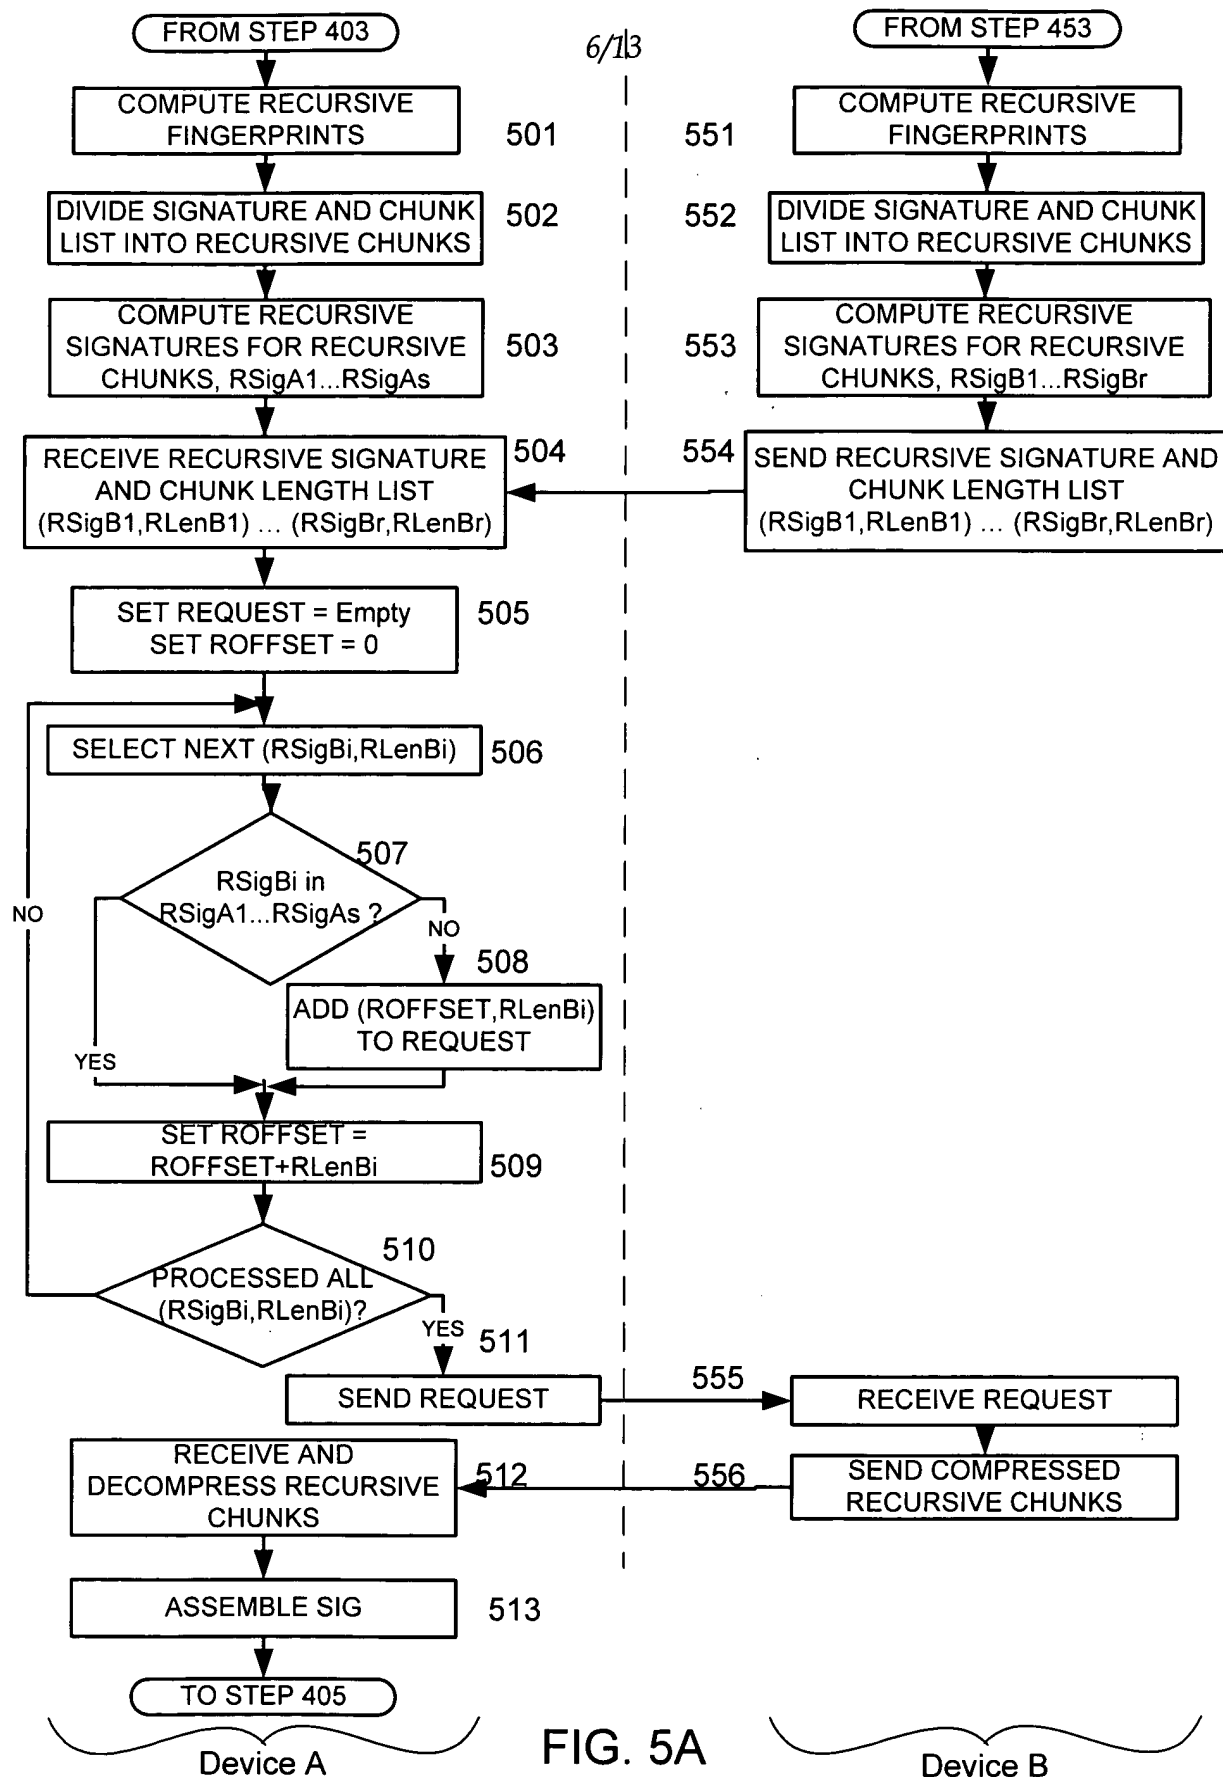 6/13
FROM STEP 403
COMPUTE RECURSIVE
FINGERPRINTS
501
DIVIDE SIGNATURE AND CHUNK
LIST INTO RECURSIVE CHUNKS
502
COMPUTE RECURSIVE
SIGNATURES FOR RECURSIVE
CHUNKS, RSigA1...RSigAs
503
RECEIVE RECURSIVE SIGNATURE
AND CHUNK LENGTH LIST
(RSigB1,RLenB1) ... (RSigBr,RLenBr)
504
SET REQUEST = Empty
SET ROFFSET = 0
505
SELECT NEXT (RSigBi,RLenBi)
506
507
RSigBi in
RSigA1...RSigAs ?
NO
NO
508
ADD (ROFFSET,RLenBi)
TO REQUEST
YES
SET ROFFSET =
ROFFSET+RLenBi
509
510
PROCESSED ALL
(RSigBi,RLenBi)?
YES
511
SEND REQUEST
RECEIVE AND
DECOMPRESS RECURSIVE
CHUNKS
512
ASSEMBLE SIG
513
TO STEP 405
Device A
FROM STEP 453
551
COMPUTE RECURSIVE
FINGERPRINTS
552
DIVIDE SIGNATURE AND CHUNK
LIST INTO RECURSIVE CHUNKS
553
COMPUTE RECURSIVE
SIGNATURES FOR RECURSIVE
CHUNKS, RSigB1...RSigBr
554
SEND RECURSIVE SIGNATURE AND
CHUNK LENGTH LIST
(RSigB1,RLenB1) ... (RSigBr,RLenBr)
555
RECEIVE REQUEST
556
SEND COMPRESSED
RECURSIVE CHUNKS
Device B
FIG. 5A